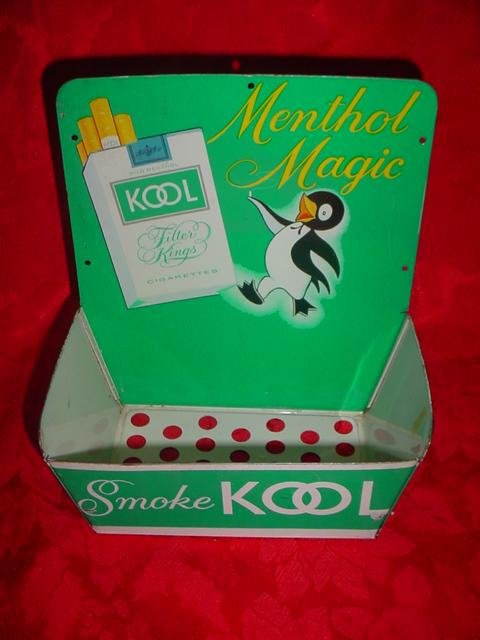 Menthol
Magic
KOOL
Filter
Kings
CIGARETTES
Smoke KOOL